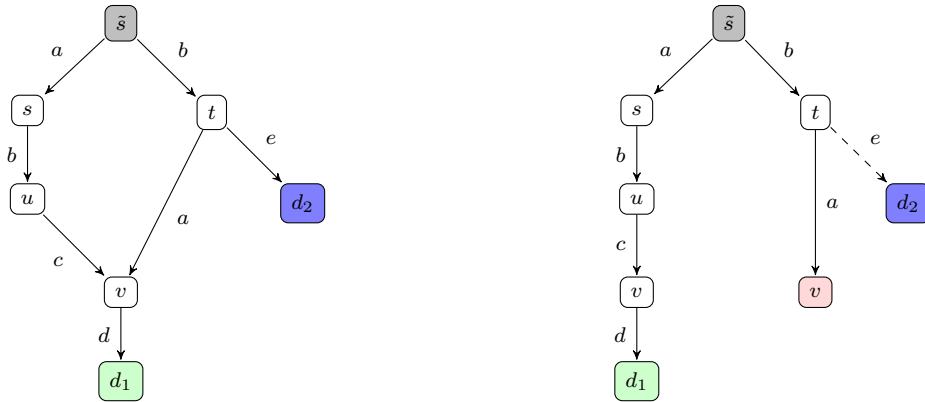 s̃ s̃
a b a b
s t s t
b e b e
u d₂ u d₂
a a
c c
v v v
d d
d₁ d₁